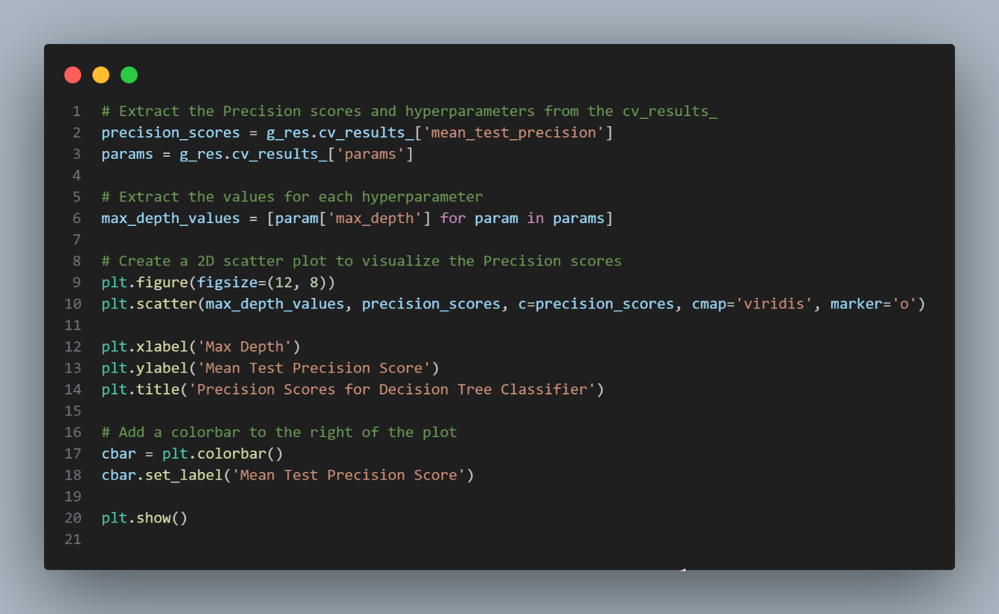 1 # Extract the Precision scores and hyperparameters from the cv_results_
2 precision_scores = g_res.cv_results_['mean_test_precision']
3 params = g_res.cv_results_['params']
4
5 # Extract the values for each hyperparameter
6 max_depth_values = [param['max_depth'] for param in params]
7
8 # Create a 2D scatter plot to visualize the Precision scores
9 plt.figure(figsize=(12, 8))
10 plt.scatter(max_depth_values, precision_scores, c=precision_scores, cmap='viridis', marker='o')
11
12 plt.xlabel('Max Depth')
13 plt.ylabel('Mean Test Precision Score')
14 plt.title('Precision Scores for Decision Tree Classifier')
15
16 # Add a colorbar to the right of the plot
17 cbar = plt.colorbar()
18 cbar.set_label('Mean Test Precision Score')
19
20 plt.show()
21